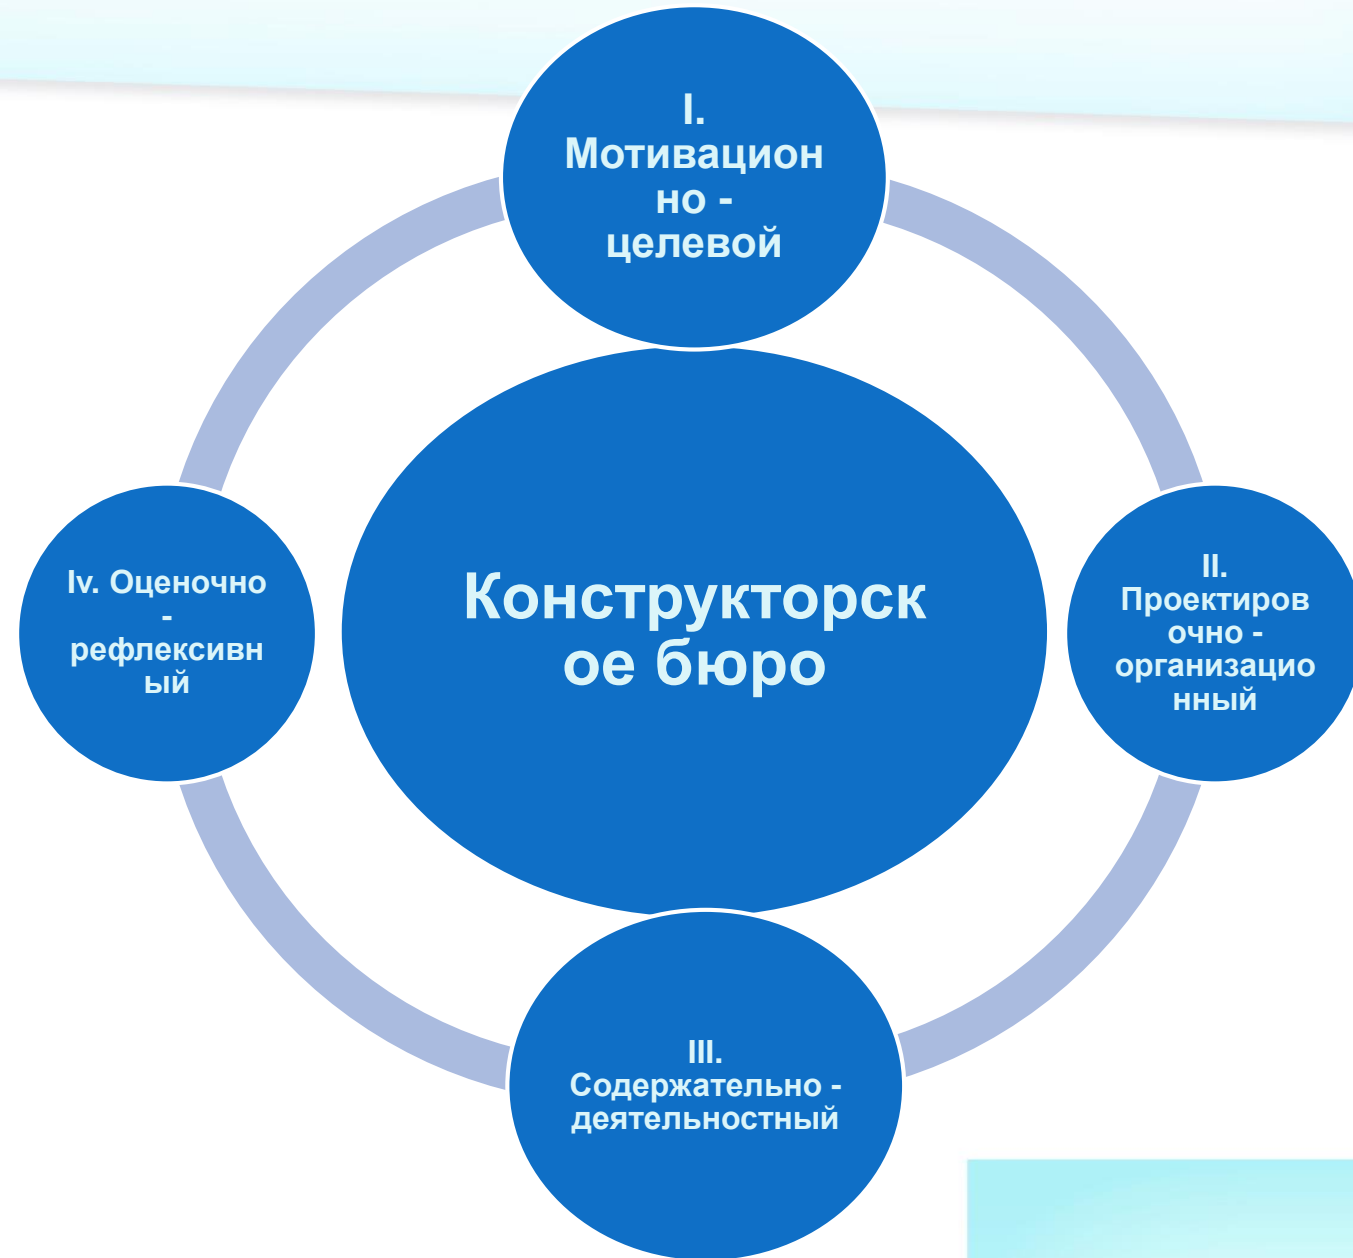 I.
Мотивацион
но -
целевой
Конструкторск
ое бюро
II.
Проектиров
очно -
организацио
нный
III.
Содержательно -
деятельностный
Iv. Оценочно
-
рефлексивн
ый